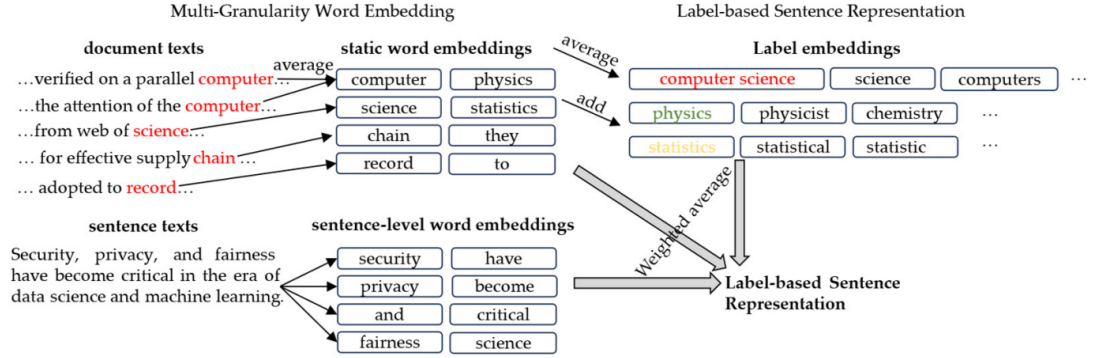 Multi-Granularity Word Embedding
Label-based Sentence Representation
document texts
…verified on a parallel computer…
…the attention of the computer…
…from web of science…
… for effective supply chain …
… adopted to record…
average
static word embeddings
computer physics
science statistics
chain they
record to
average
add
Label embeddings
computer science science computers …
physics physicist chemistry …
statistics statistical statistic …
sentence texts
Security, privacy, and fairness
have become critical in the era of
data science and machine learning.
sentence-level word embeddings
security have
privacy become
and critical
fairness science
Weighted average
Label-based Sentence
Representation